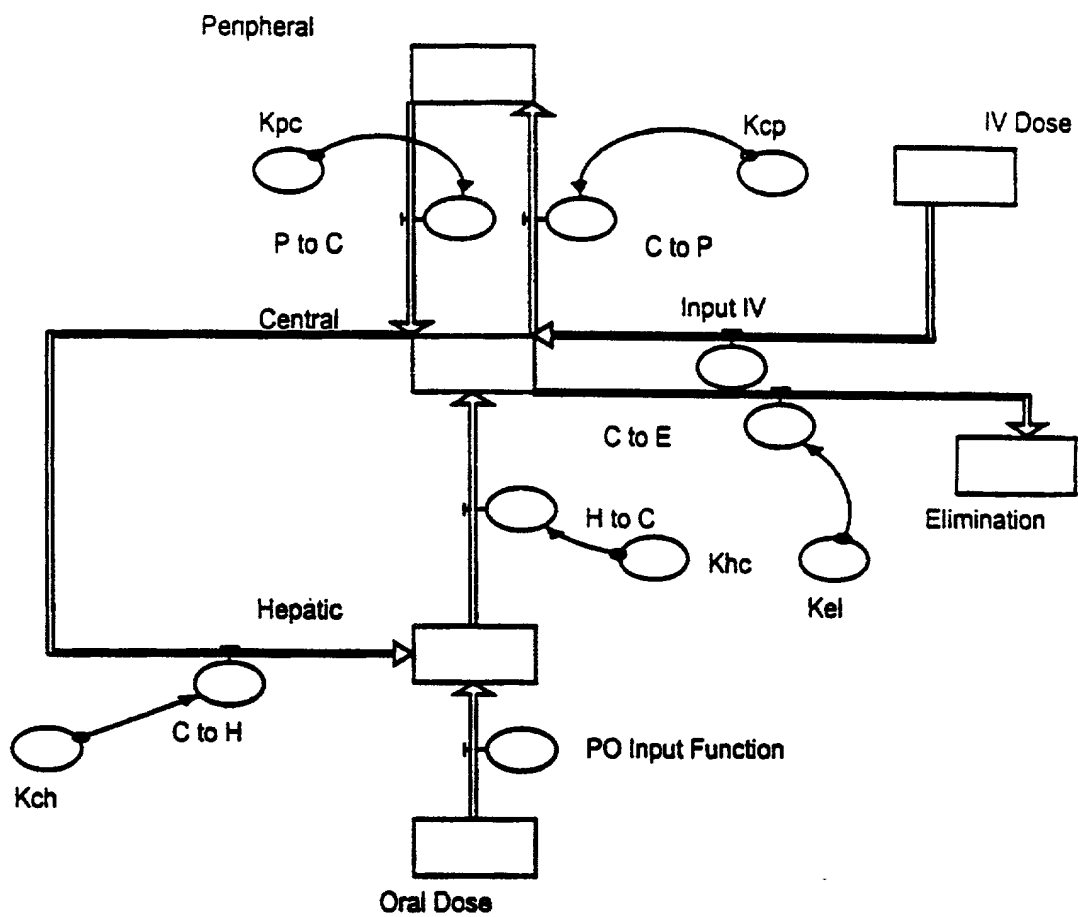 Peripheral
Kpc
Kcp
IV Dose
P to C
C to P
Central
Input IV
C to E
Elimination
H to C
Khc
Kel
Hepatic
C to H
Kch
PO Input Function
Oral Dose